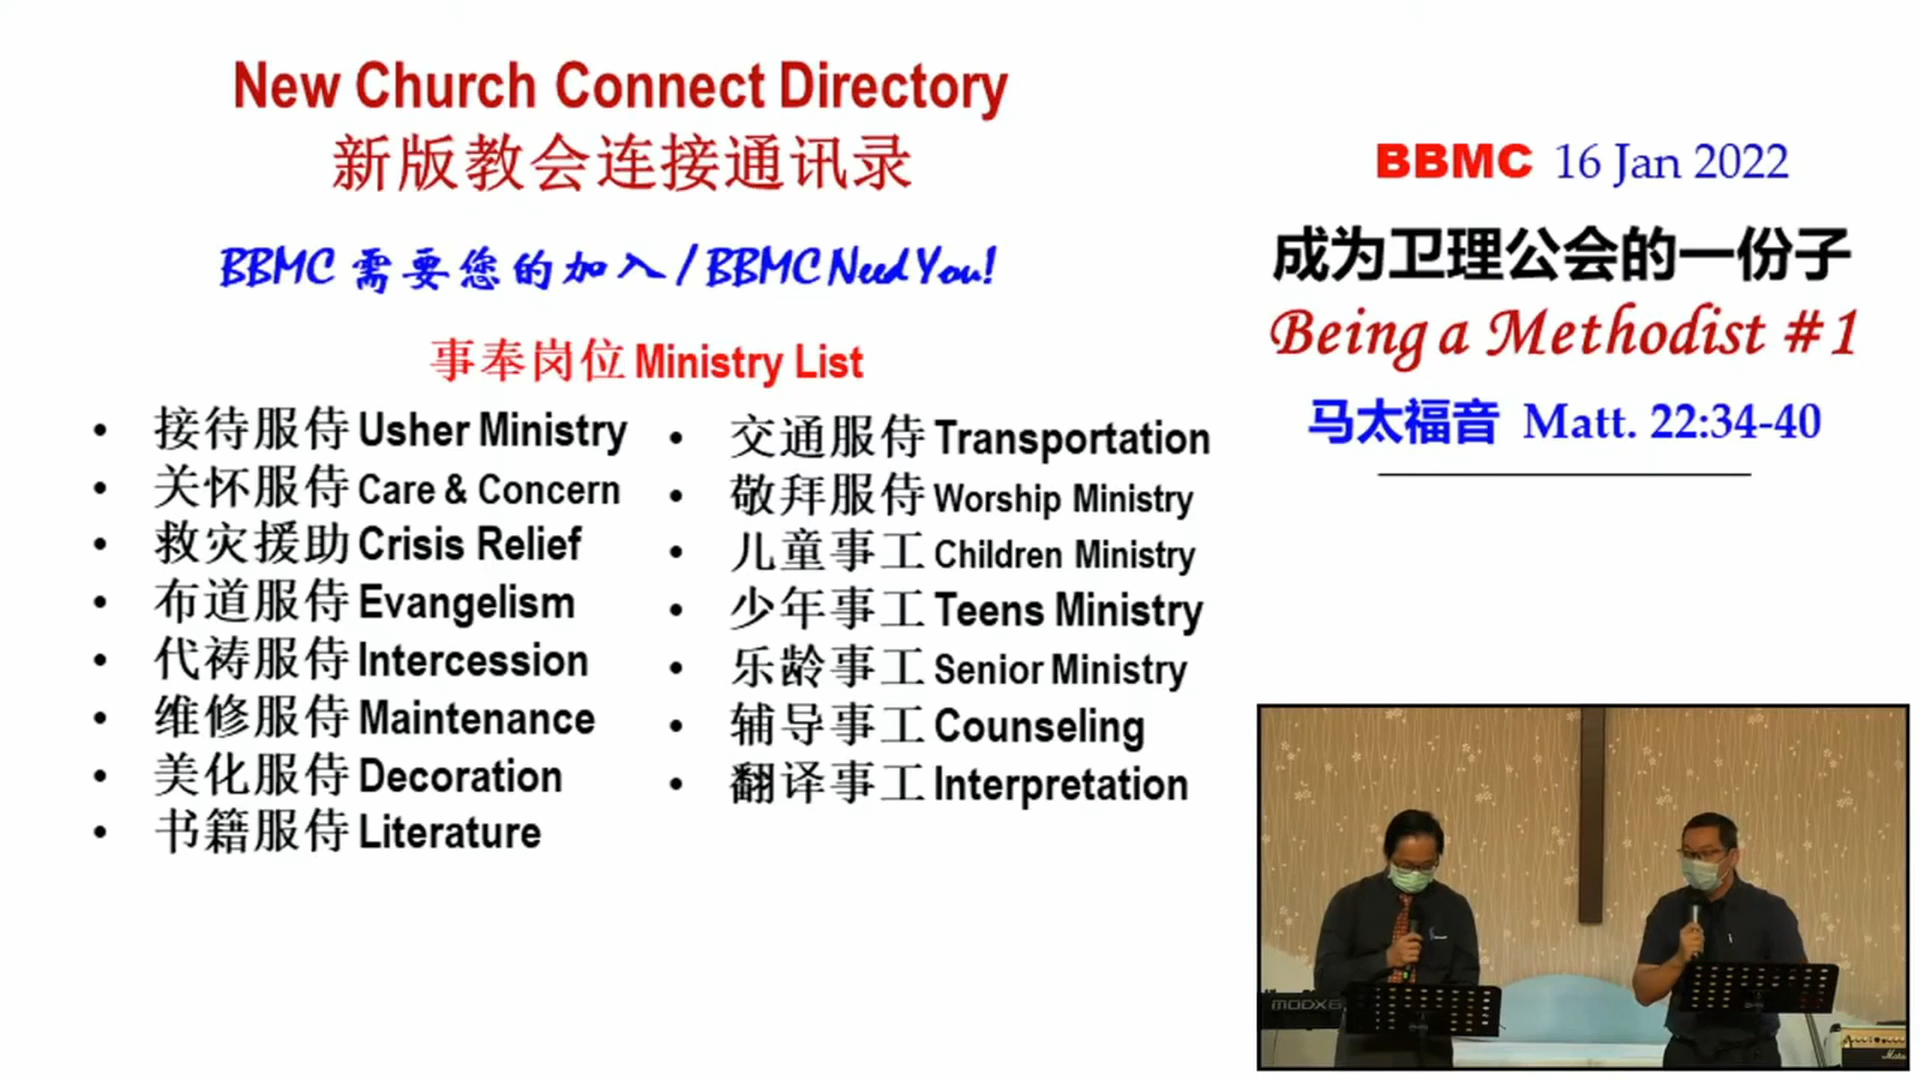 New Church Connect Directory
新版教会连接通讯录
BBMC 需要您的加入/BBMC Need You!
事奉岗位 Ministry List
• 接待服侍 Usher Ministry
• 关怀服侍 Care & Concern
• 救灾援助 Crisis Relief
• 布道服侍 Evangelism
• 代祷服侍 Intercession
• 维修服侍 Maintenance
• 美化服侍 Decoration
• 书籍服侍 Literature
• 交通服侍 Transportation
• 敬拜服侍 Worship Ministry
• 儿童事工 Children Ministry
• 少年事工 Teens Ministry
• 乐龄事工 Senior Ministry
• 辅导事工 Counseling
• 翻译事工 Interpretation
BBMC 16 Jan 2022
成为卫理公会的一份子
Being a Methodist #1
马太福音 Matt. 22:34-40
MODX6